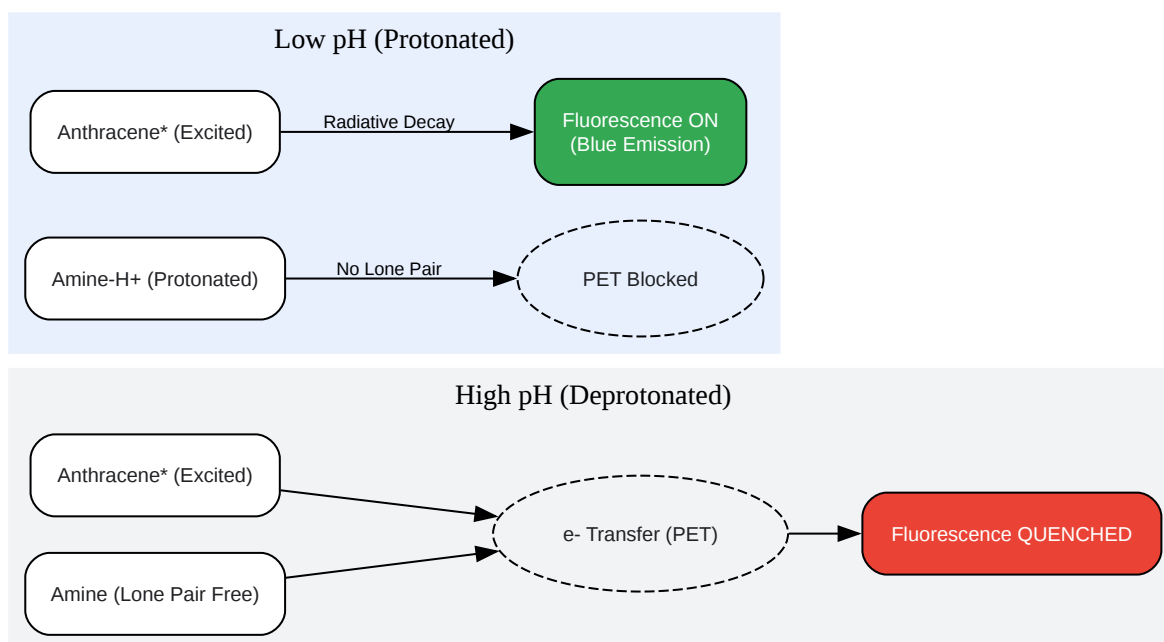 Low pH (Protonated)
Anthracene* (Excited)
Radiative Decay
Fluorescence ON
(Blue Emission)
Amine-H+ (Protonated)
No Lone Pair
PET Blocked
High pH (Deprotonated)
Anthracene* (Excited)
e- Transfer (PET)
Fluorescence QUENCHED
Amine (Lone Pair Free)